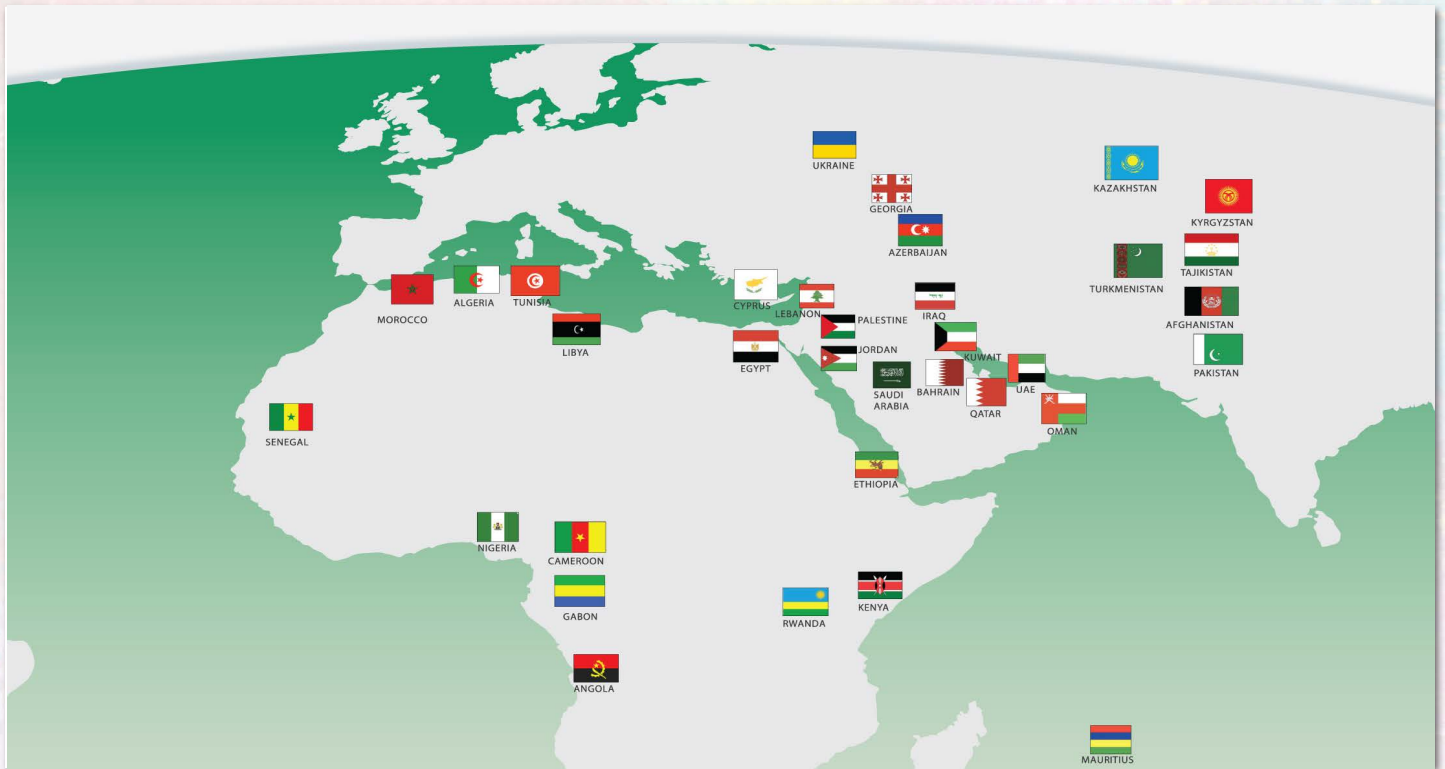 UKRAINE
KAZAKHSTAN
GEORGIA
KYRGYZSTAN
AZERBAIJAN
TAJIKISTAN
TURKMENISTAN
ALGERIA
TUNISIA
CYPRUS
LEBANON
IRAQ
MOROCCO
PALESTINE
AFGHANISTAN
LIBYA
JORDAN
KUWAIT
EGYPT
PAKISTAN
SAUDI
ARABIA
BAHRAIN
UAE
QATAR
OMAN
SENEGAL
ETHIOPIA
NIGERIA
CAMEROON
KENYA
GABON
RWANDA
ANGOLA
MAURITIUS